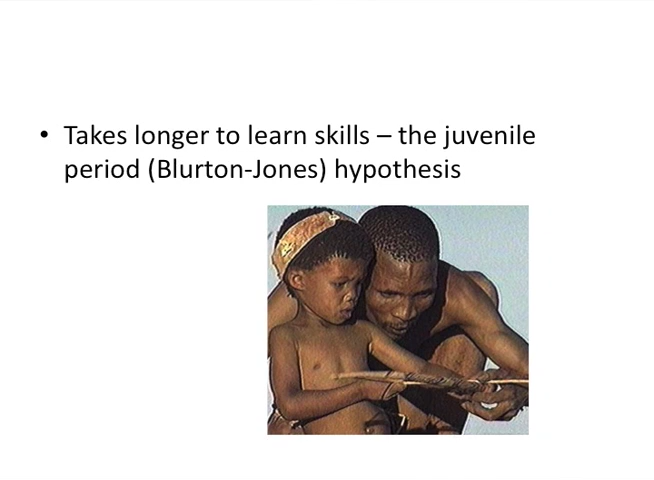 • Takes longer to learn skills – the juvenile
period (Blurton-Jones) hypothesis